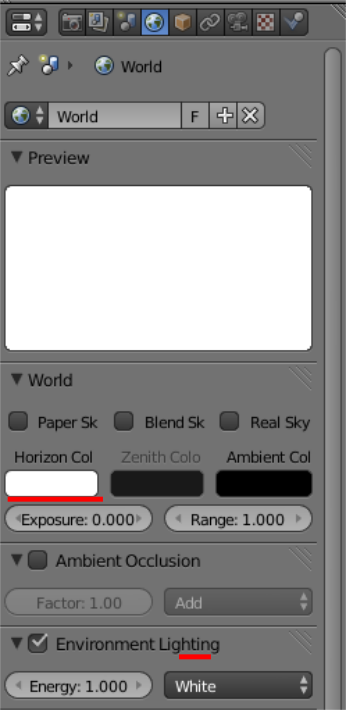 World
World F
Preview
World
Paper Sk Blend Sk Real Sky
Horizon Col Zenith Colo Ambient Col
Exposure: 0.000 Range: 1.000
Ambient Occlusion
Factor: 1.00 Add
Environment Lighting
Energy: 1.000 White